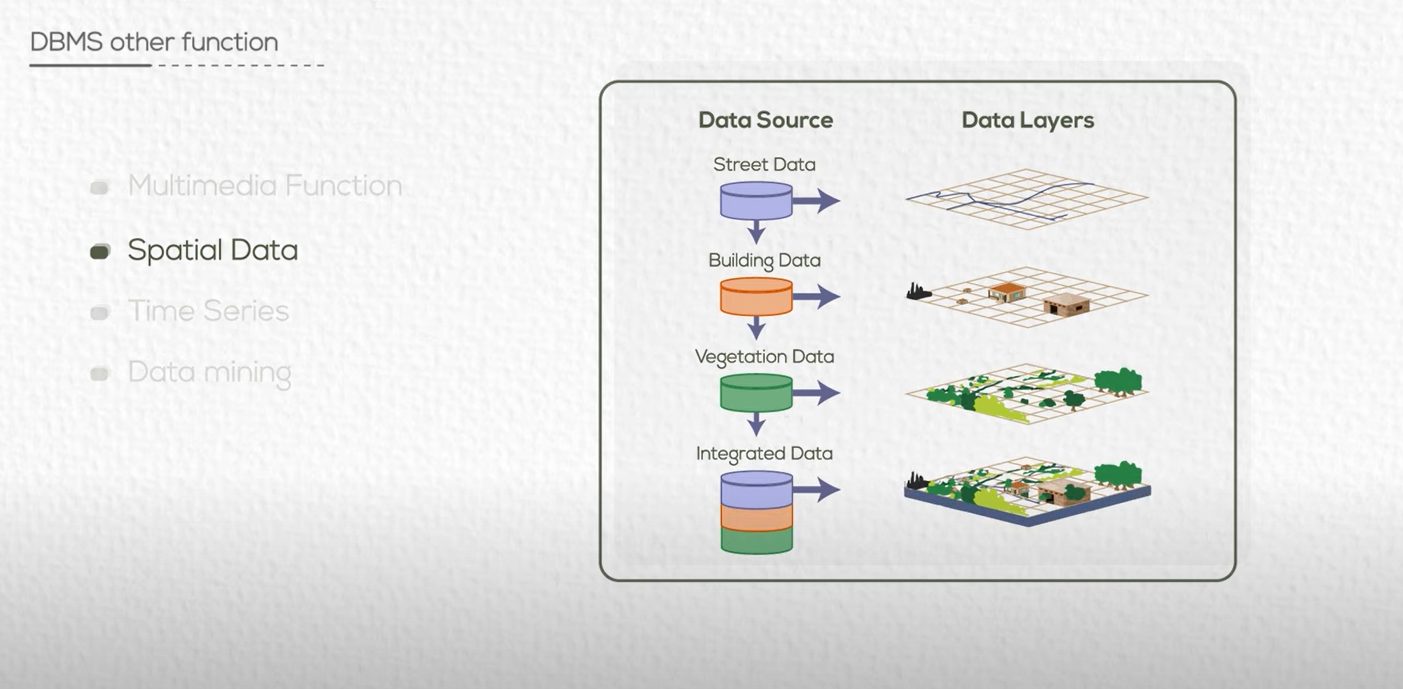 DBMS other function
Multimedia Function
Spatial Data
Time Series
Data mining
Data Source
Data Layers
Street Data
Building Data
Vegetation Data
Integrated Data